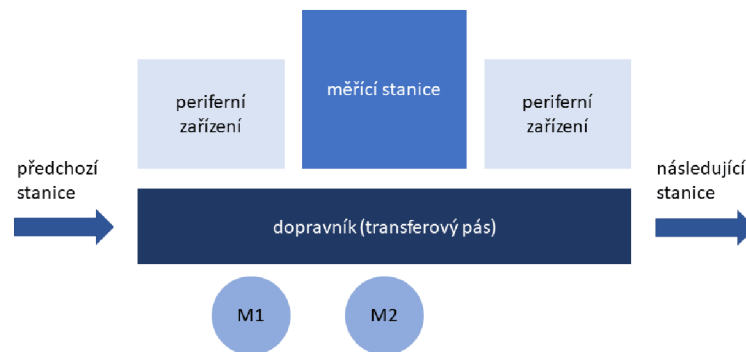 měřící stanice
periferní
zařízení
periferní
zařízení
předchozí
stanice
následující
stanice
dopravník (transferový pás)
M1
M2